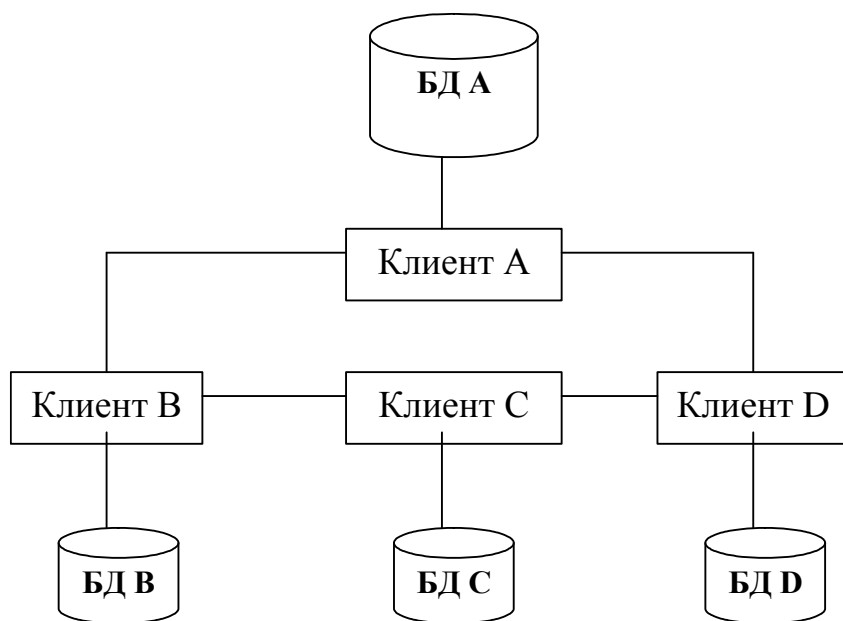 БД А
Клиент А
Клиент В
Клиент С
Клиент D
БД В
БД С
БД D